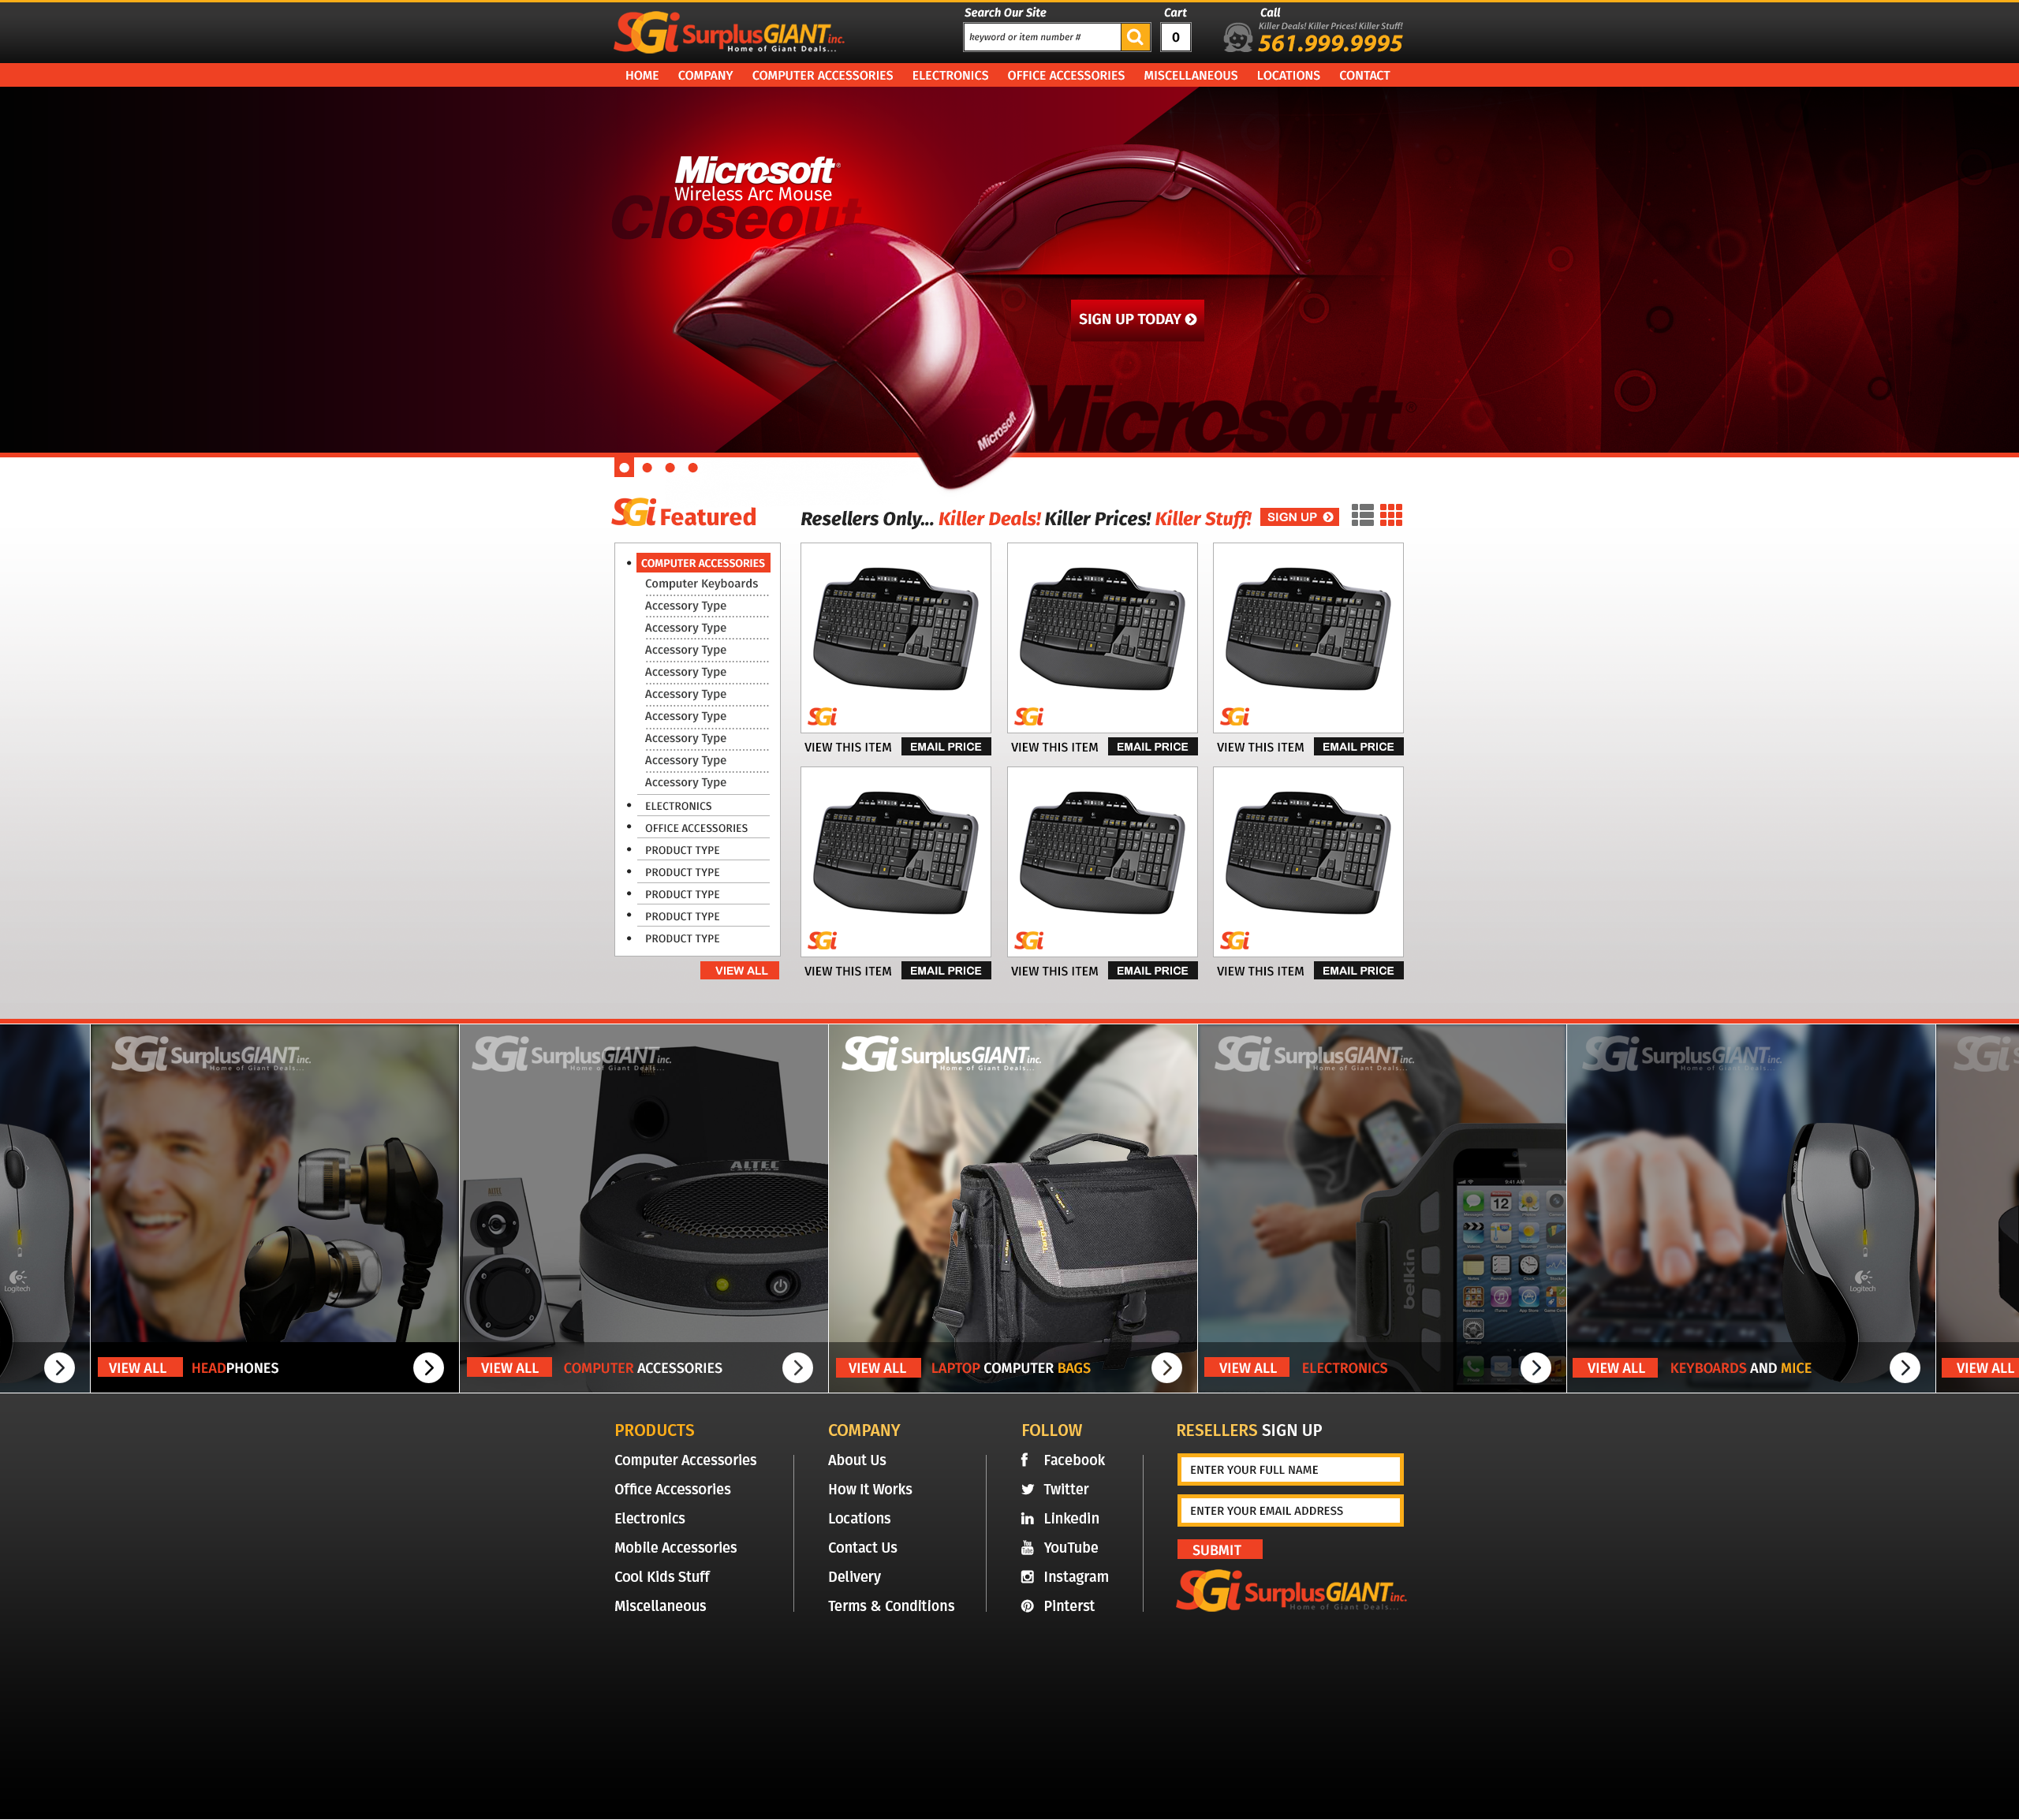 SGi SurplusGIANT inc.
Home of Giant Deals...
Search Our Site
keyword or item number #
Cart
0
Call
Killer Deals! Killer Prices! Killer Stuff!
561.999.9995
HOME COMPANY COMPUTER ACCESSORIES ELECTRONICS OFFICE ACCESSORIES MISCELLANEOUS LOCATIONS CONTACT
Microsoft®
Wireless Arc Mouse
Closeout
SIGN UP TODAY
Microsoft
Microsoft®
SGi Featured
Resellers Only... Killer Deals! Killer Prices! Killer Stuff!
SIGN UP
COMPUTER ACCESSORIES
Computer Keyboards
Accessory Type
Accessory Type
Accessory Type
Accessory Type
Accessory Type
Accessory Type
Accessory Type
Accessory Type
Accessory Type
ELECTRONICS
OFFICE ACCESSORIES
PRODUCT TYPE
PRODUCT TYPE
PRODUCT TYPE
PRODUCT TYPE
PRODUCT TYPE
VIEW ALL
SGi SGi SGi
VIEW THIS ITEM EMAIL PRICE VIEW THIS ITEM EMAIL PRICE VIEW THIS ITEM EMAIL PRICE
SGi SGi SGi
VIEW THIS ITEM EMAIL PRICE VIEW THIS ITEM EMAIL PRICE VIEW THIS ITEM EMAIL PRICE
Logitech
SGi SurplusGIANT inc.
Home of Giant Deals...
VIEW ALL HEADPHONES
SGi SurplusGIANT inc.
Home of Giant Deals...
ALTEC
VIEW ALL COMPUTER ACCESSORIES
SGi SurplusGIANT inc.
Home of Giant Deals...
Targus
VIEW ALL LAPTOP COMPUTER BAGS
SGi SurplusGIANT inc.
Home of Giant Deals...
9:41 AM
12
belkin
VIEW ALL ELECTRONICS
SGi SurplusGIANT inc.
Home of Giant Deals...
Logitech
VIEW ALL KEYBOARDS AND MICE
SGi
VIEW ALL
PRODUCTS
Computer Accessories
Office Accessories
Electronics
Mobile Accessories
Cool Kids Stuff
Miscellaneous
COMPANY
About Us
How It Works
Locations
Contact Us
Delivery
Terms & Conditions
FOLLOW
Facebook
Twitter
Linkedin
YouTube
Instagram
Pinterst
RESELLERS SIGN UP
ENTER YOUR FULL NAME
ENTER YOUR EMAIL ADDRESS
SUBMIT
SGi SurplusGIANT inc.
Home of Giant Deals...